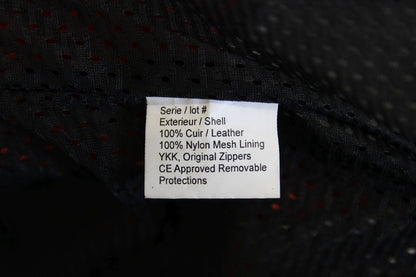 Serie / lot #
Exterieur / Shell
100% Cuir / Leather
100% Nylon Mesh Lining
YKK, Original Zippers
CE Approved Removable
Protections